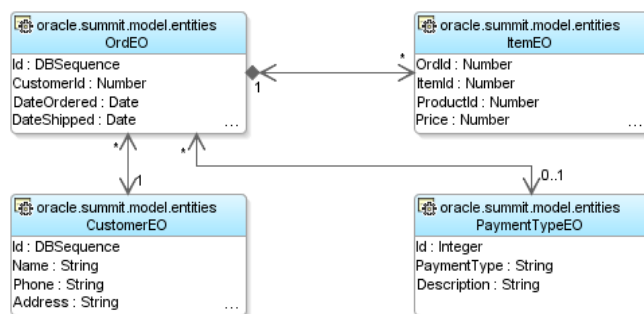 oracle.summit.model.entities
OrdEO
Id : DBSequence
CustomerId : Number
DateOrdered : Date
DateShipped : Date
...
oracle.summit.model.entities
ItemEO
OrdId : Number
ItemId : Number
ProductId : Number
Price : Number
...
1
*
*
1
*
0..1
oracle.summit.model.entities
CustomerEO
Id : DBSequence
Name : String
Phone : String
Address : String
...
oracle.summit.model.entities
PaymentTypeEO
Id : Integer
PaymentType : String
Description : String